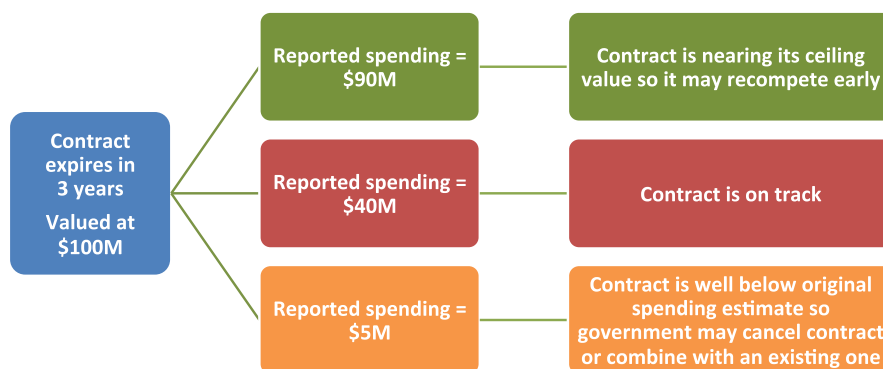 Contract
expires in
3 years
Valued at
$100M
Reported spending =
$90M
Contract is nearing its ceiling
value so it may recompete early
Reported spending =
$40M
Contract is on track
Reported spending =
$5M
Contract is well below original
spending estimate so
government may cancel contract
or combine with an existing one